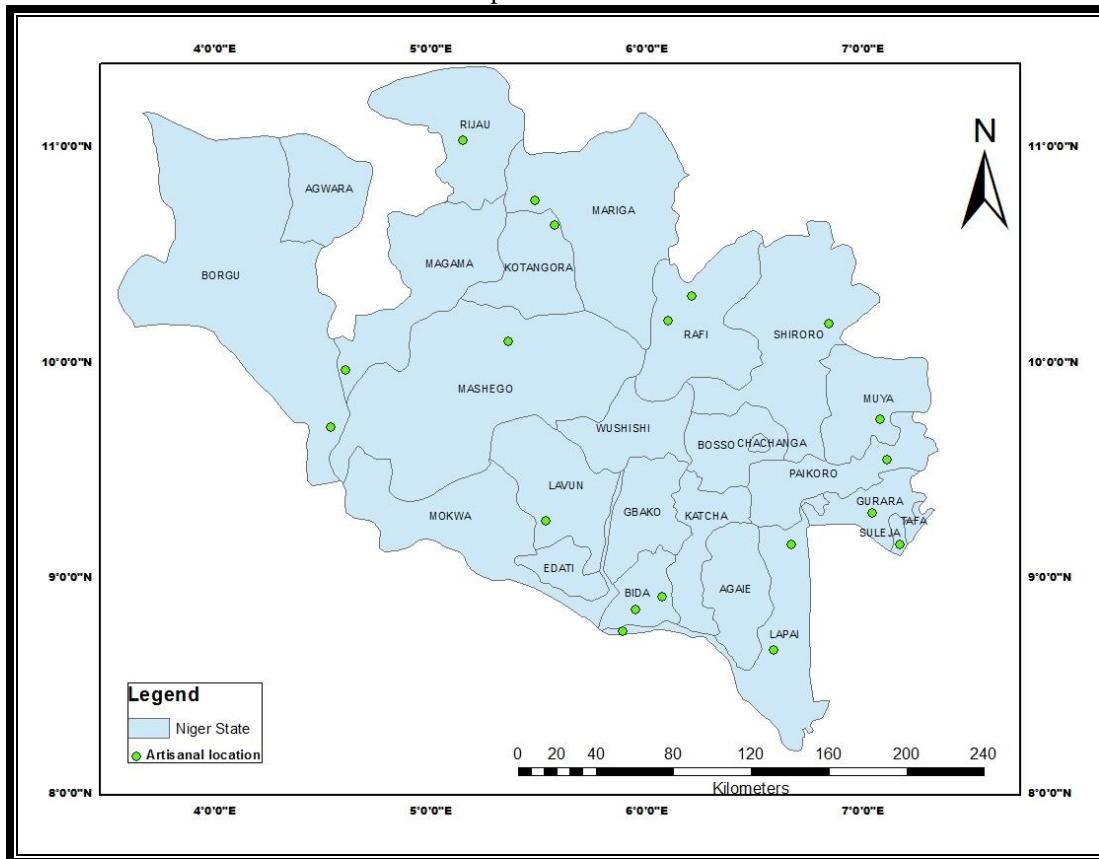 4°0'0"E 5°0'0"E 6°0'0"E 7°0'0"E
N
11°0'0"N 11°0'0"N
RIJAU
AGWARA
MARIGA
BORGU
MAGAMA
KOTANGORA
RAFI
SHIRORO
10°0'0"N 10°0'0"N
MASHEGO
MUYA
WUSHISHI
BOSSO
CHACHANGA
PAIKORO
LAVUN
GURARA
MOKWA
GBAKO
KATCHA
TAFA
SULEJA
EDATI
9°0'0"N 9°0'0"N
BIDA
AGAIE
LAPAI
Legend
Niger State
Artisanal location
0 20 40 80 120 160 200 240
Kilometers
8°0'0"N 8°0'0"N
4°0'0"E 5°0'0"E 6°0'0"E 7°0'0"E